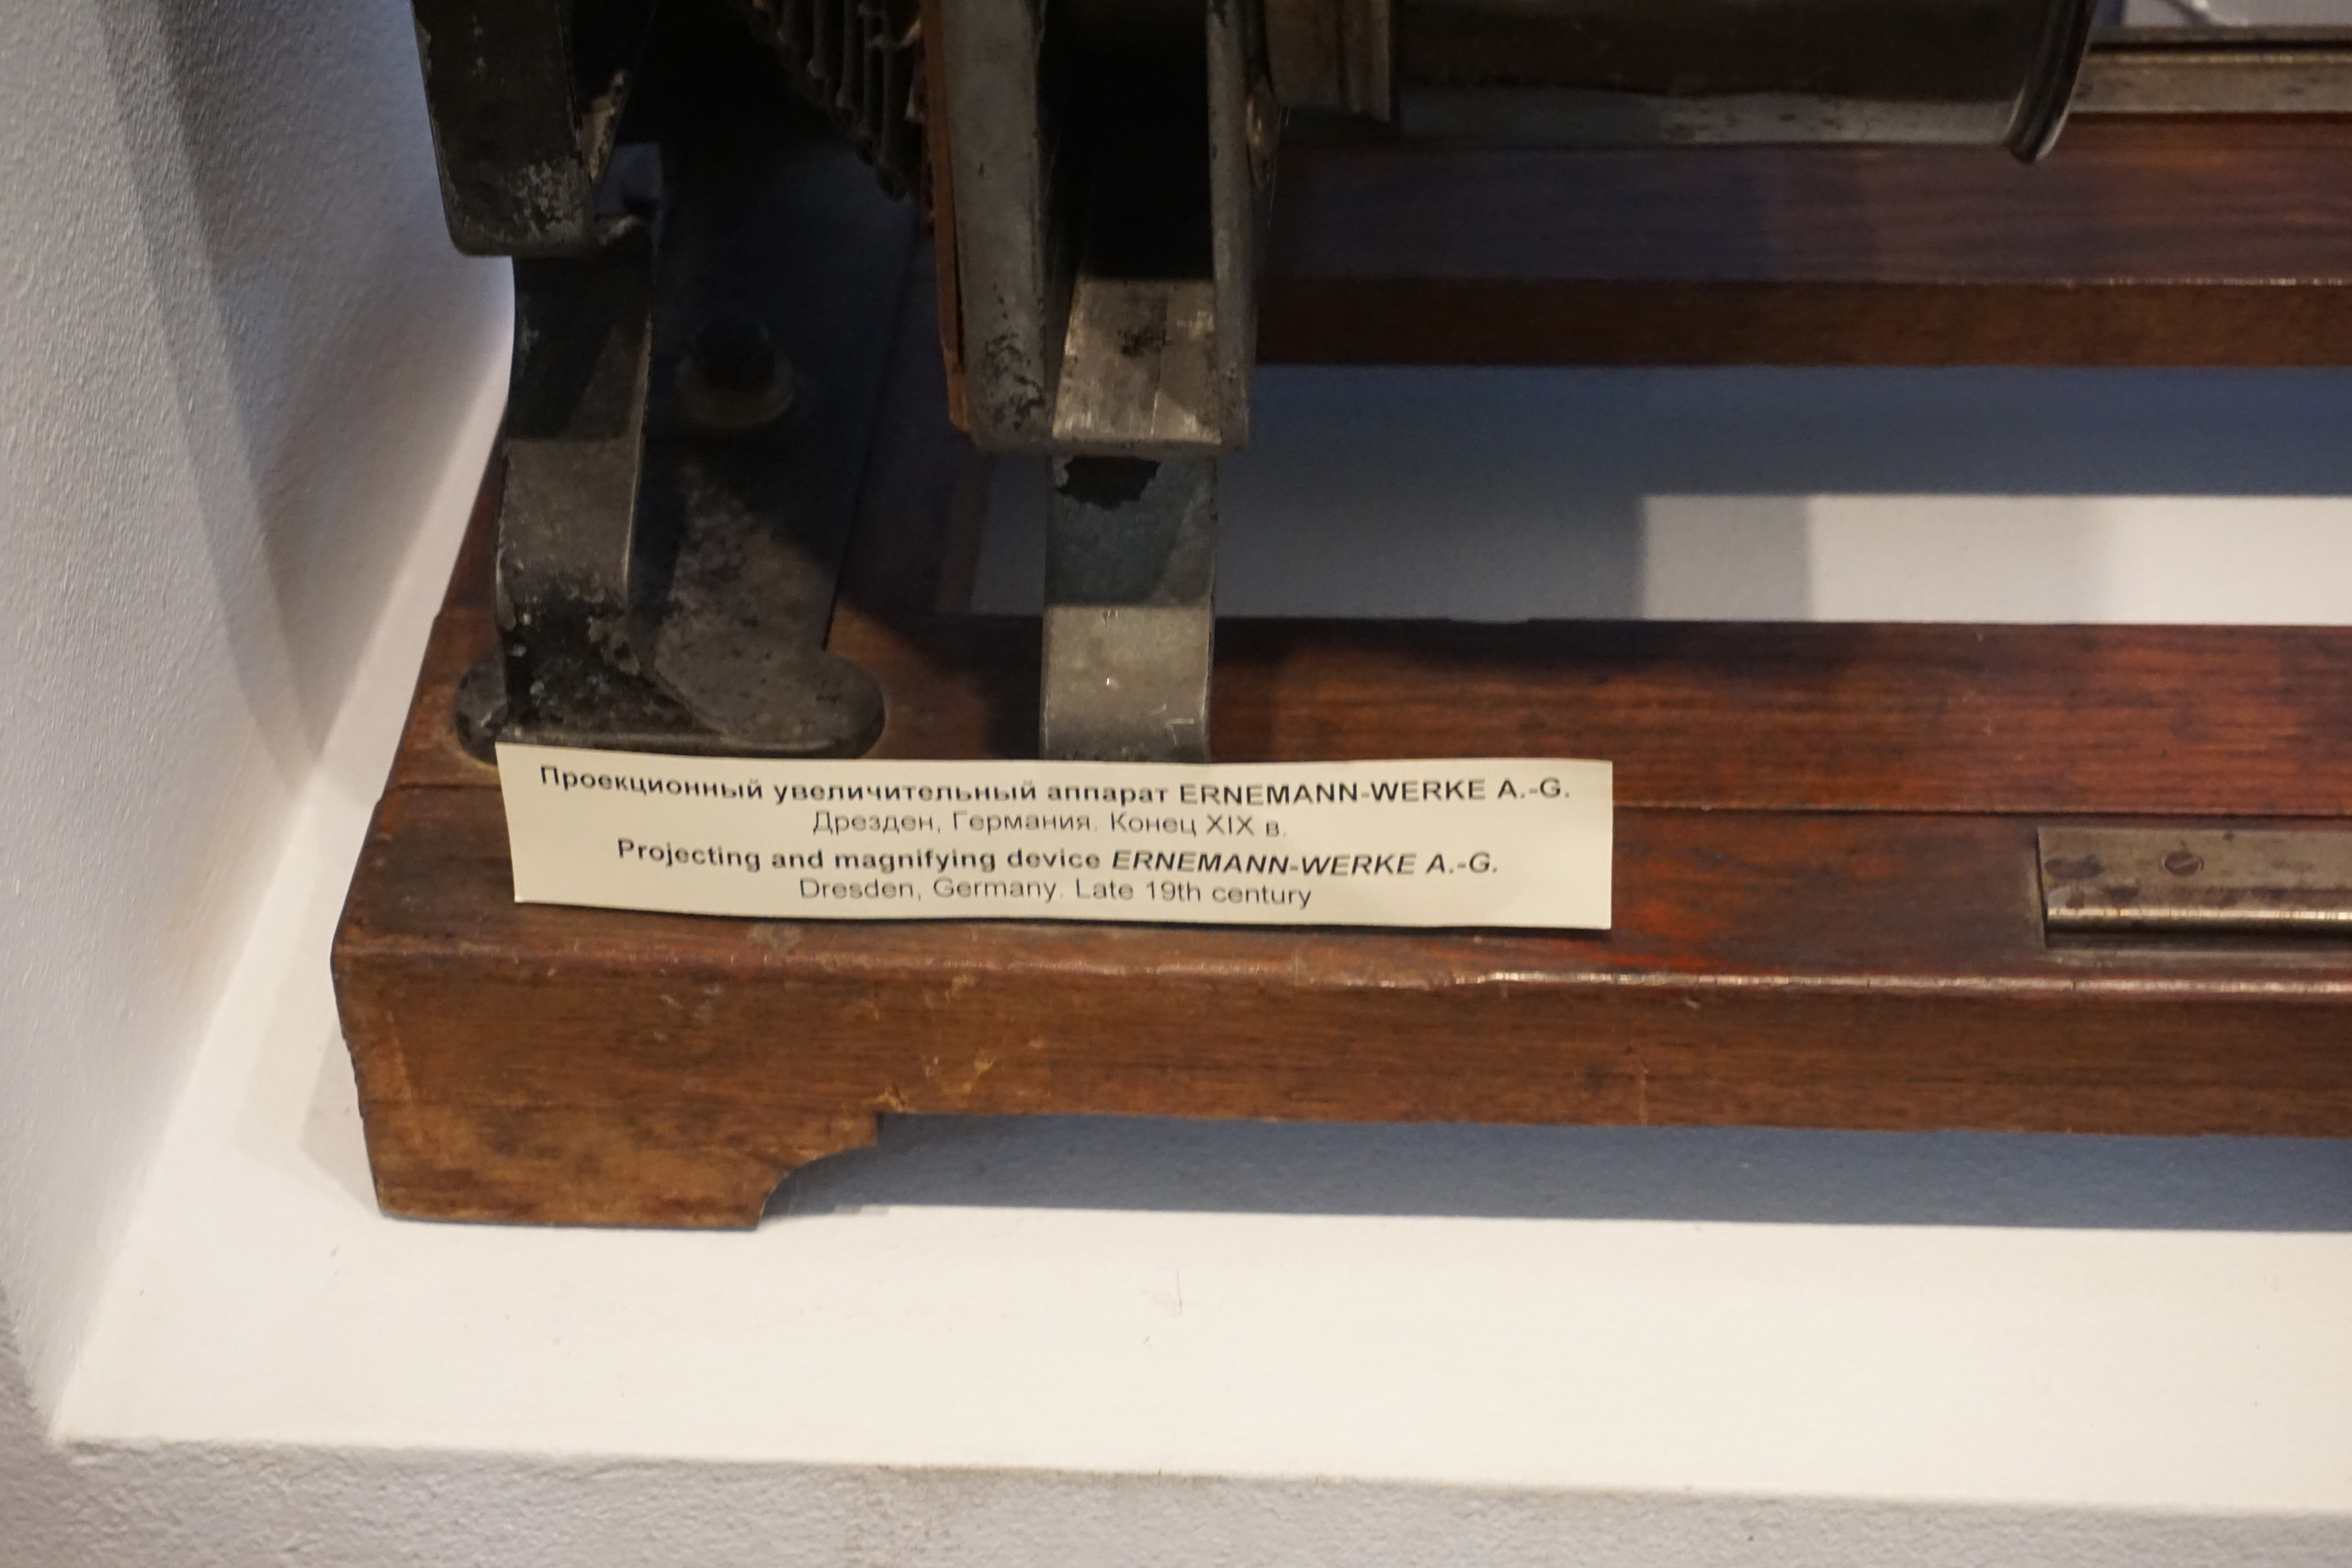 Проекционный увеличительный аппарат ERNEMANN-WERKE A.-G.
Дрезден, Германия. Конец XIX в.
Projecting and magnifying device ERNEMANN-WERKE A.-G.
Dresden, Germany. Late 19th century